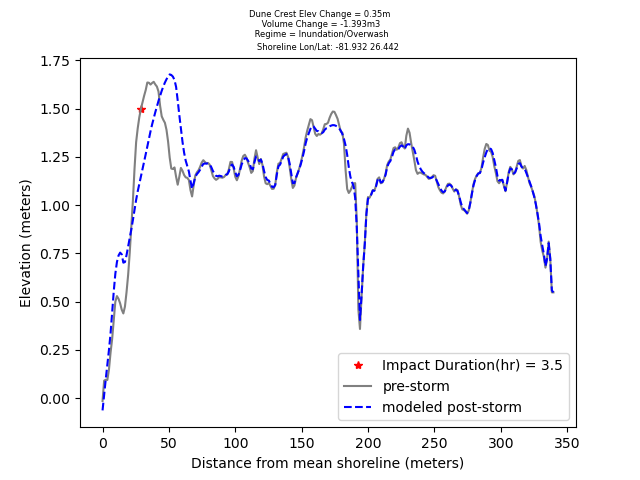 Dune Crest Elev Change = 0.35m
Volume Change = -1.393m3
Regime = Inundation/Overwash
Shoreline Lon/Lat: -81.932 26.442
1.75
1.50
1.25
1.00
0.75
0.50
0.25
0.00
Elevation (meters)
Impact Duration(hr) = 3.5
pre-storm
modeled post-storm
0 50 100 150 200 250 300 350
Distance from mean shoreline (meters)